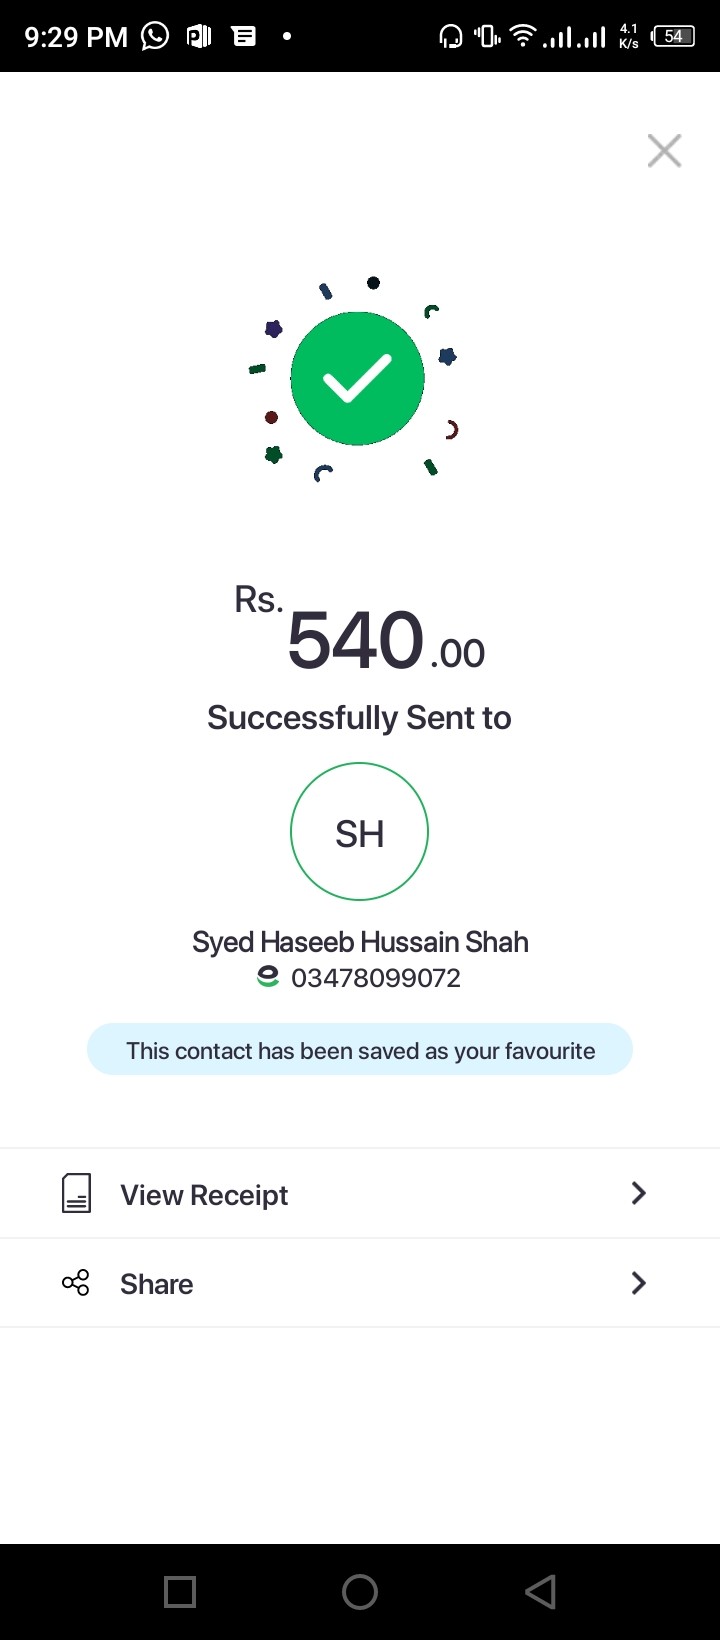 9:29 PM
4.1
K/s
54
Rs. 540.00
Successfully Sent to
SH
Syed Haseeb Hussain Shah
03478099072
This contact has been saved as your favourite
View Receipt
Share